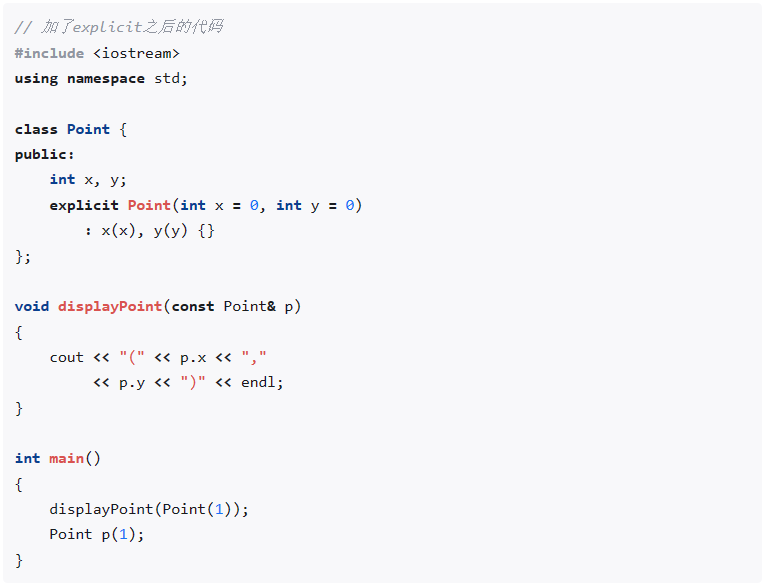 // 加了explicit之后的代码
#include <iostream>
using namespace std;

class Point {
public:
    int x, y;
    explicit Point(int x = 0, int y = 0)
        : x(x), y(y) {}
};

void displayPoint(const Point& p)
{
    cout << "(" << p.x << ","
         << p.y << ")" << endl;
}

int main()
{
    displayPoint(Point(1));
    Point p(1);
}